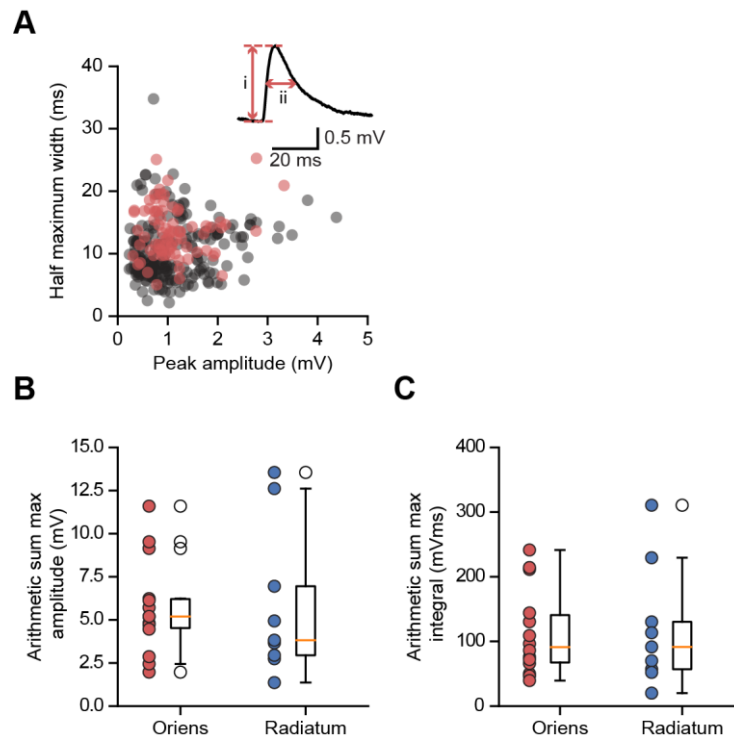 A
40
30
20
10
0
Half maximum width (ms)
i
ii
0.5 mV
20 ms
0
1
2
3
4
5
Peak amplitude (mV)
B
15.0
12.5
10.0
7.5
5.0
2.5
0.0
Arithmetic sum max
amplitude (mV)
Oriens
Radiatum
C
400
300
200
100
0
Arithmetic sum max
integral (mVms)
Oriens
Radiatum